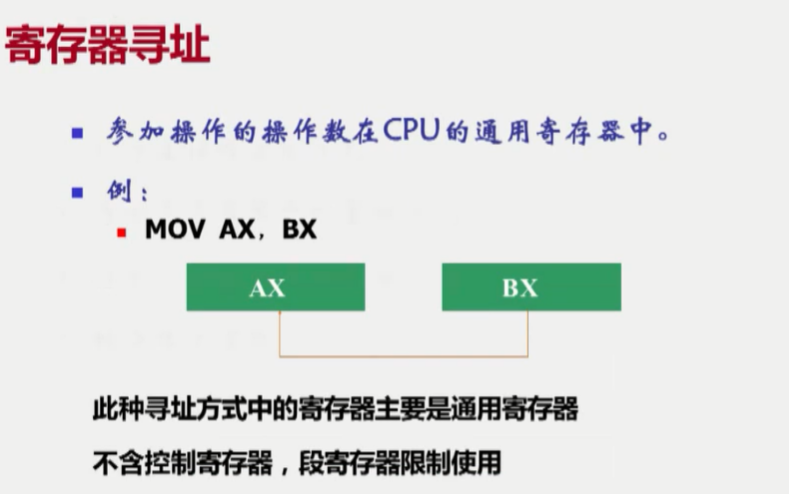 寄存器寻址
参加操作的操作数在CPU的通用寄存器中。
例：
MOV AX，BX
AX BX
此种寻址方式中的寄存器主要是通用寄存器
不含控制寄存器，段寄存器限制使用